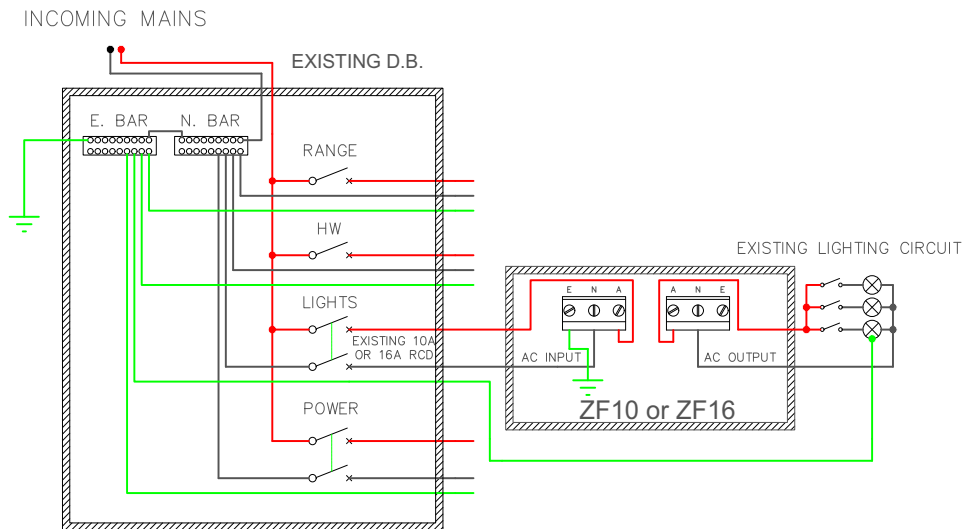 INCOMING MAINS
EXISTING D.B.
E. BAR
N. BAR
RANGE
HW
LIGHTS
EXISTING 10A
OR 16A RCD
POWER
E N A
A N E
AC INPUT
AC OUTPUT
ZF10 or ZF16
EXISTING LIGHTING CIRCUIT